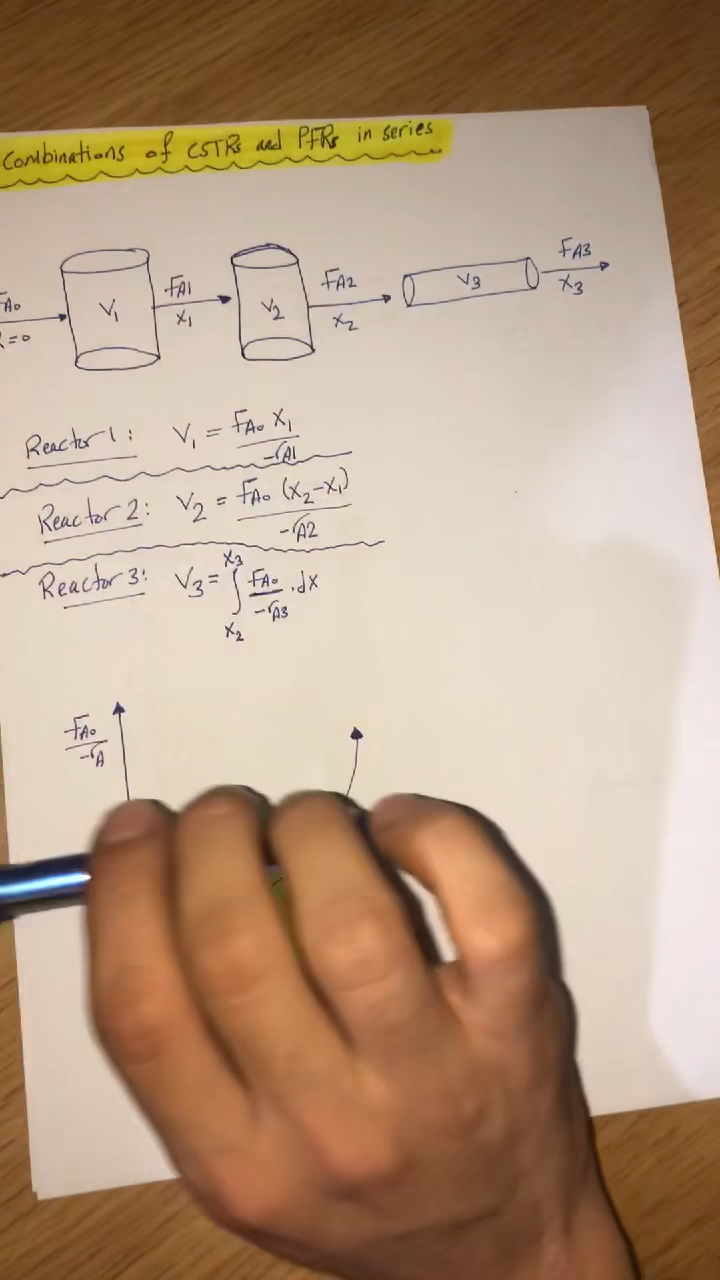 Combinations of CSTRs and PFRs in series
FA0 V1 FA1 X1 V2 FA2 X2 V3 FA3 X3
=0
Reactor 1: V1 = FA0 X1 / -rA1
Reactor 2: V2 = FA0 (X2-X1) / -rA2
Reactor 3: V3 = ∫ X2 X3 FA0 / -rA3 . dX
FA0 / -rA